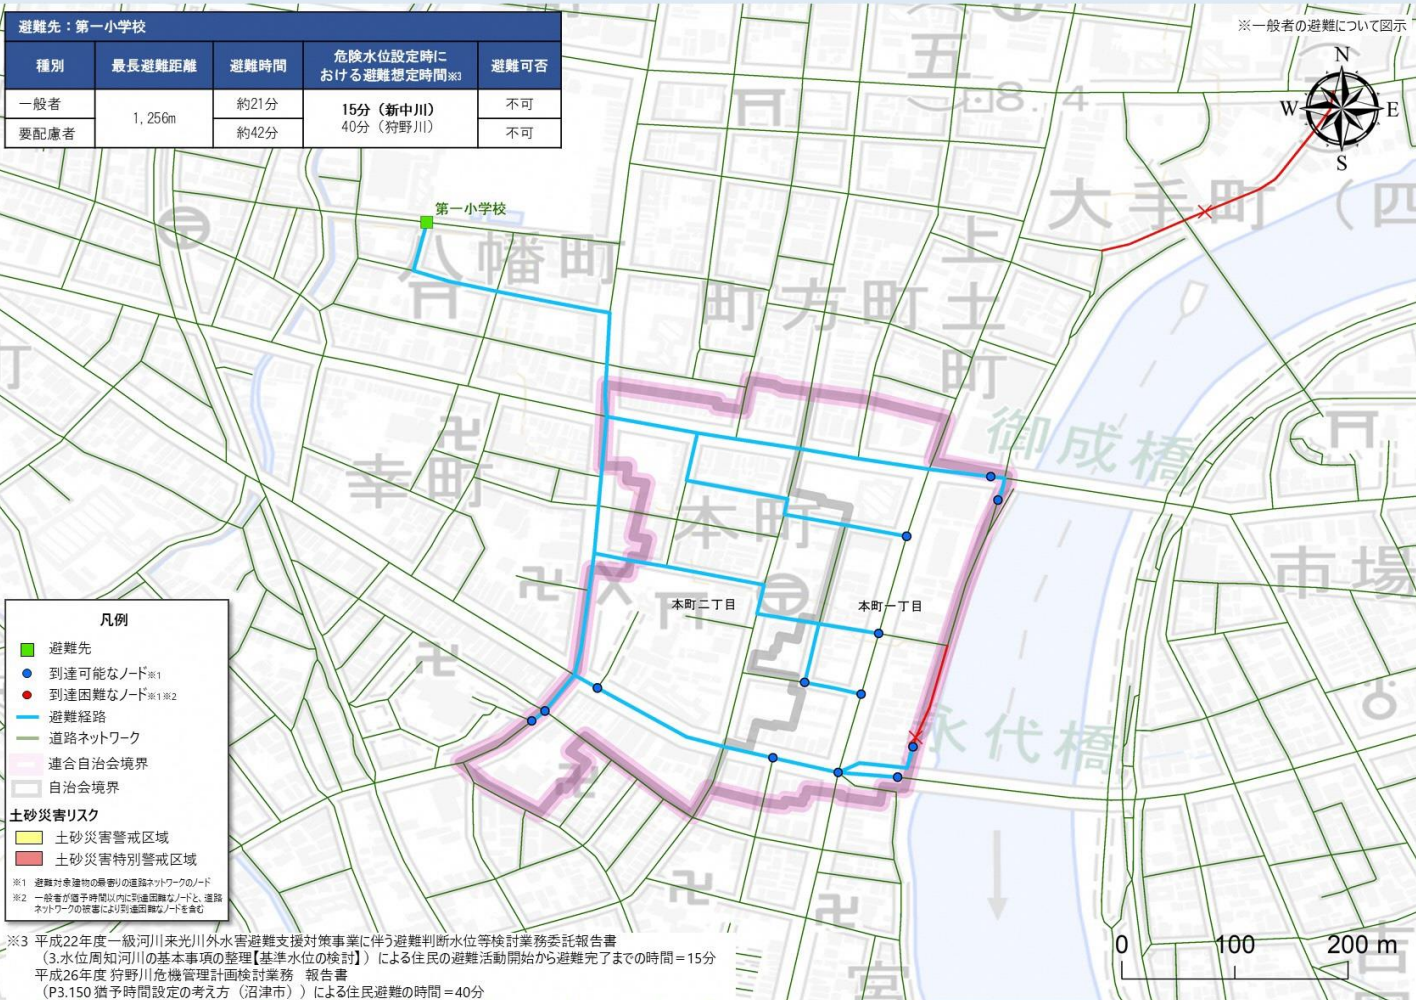 避難先：第一小学校
種別 最長避難距離 避難時間 危険水位設定時に
おける避難想定時間※3 避難可否
一般者 1,256m 約21分 15分（新中川） 不可
要配慮者 約42分 40分（狩野川） 不可
※一般者の避難について図示
N
W E
S
五
8.4
第一小学校
八幡町
町方町
上土町
大手町（四
丁
御成橋
幸町
本町
市場
本町二丁目
本町一丁目
永代橋
宮
吉
凡例
避難先
到達可能なノード※1
到達困難なノード※1※2
避難経路
道路ネットワーク
連合自治会境界
自治会境界
土砂災害リスク
土砂災害警戒区域
土砂災害特別警戒区域
※1 避難対象建物の最寄りの道路ネットワークのノード
※2 一般者が猶予時間以内に到達困難なノードと、道路
ネットワークの被害により到達困難なノードを含む
※3 平成22年度一級河川来光川外水害避難支援対策事業に伴う避難判断水位等検討業務委託報告書
（3.水位周知河川の基本事項の整理【基準水位の検討】）による住民の避難活動開始から避難完了までの時間＝15分
平成26年度 狩野川危機管理計画検討業務 報告書
（P3.150 猶予時間設定の考え方（沼津市））による住民避難の時間＝40分
0 100 200 m